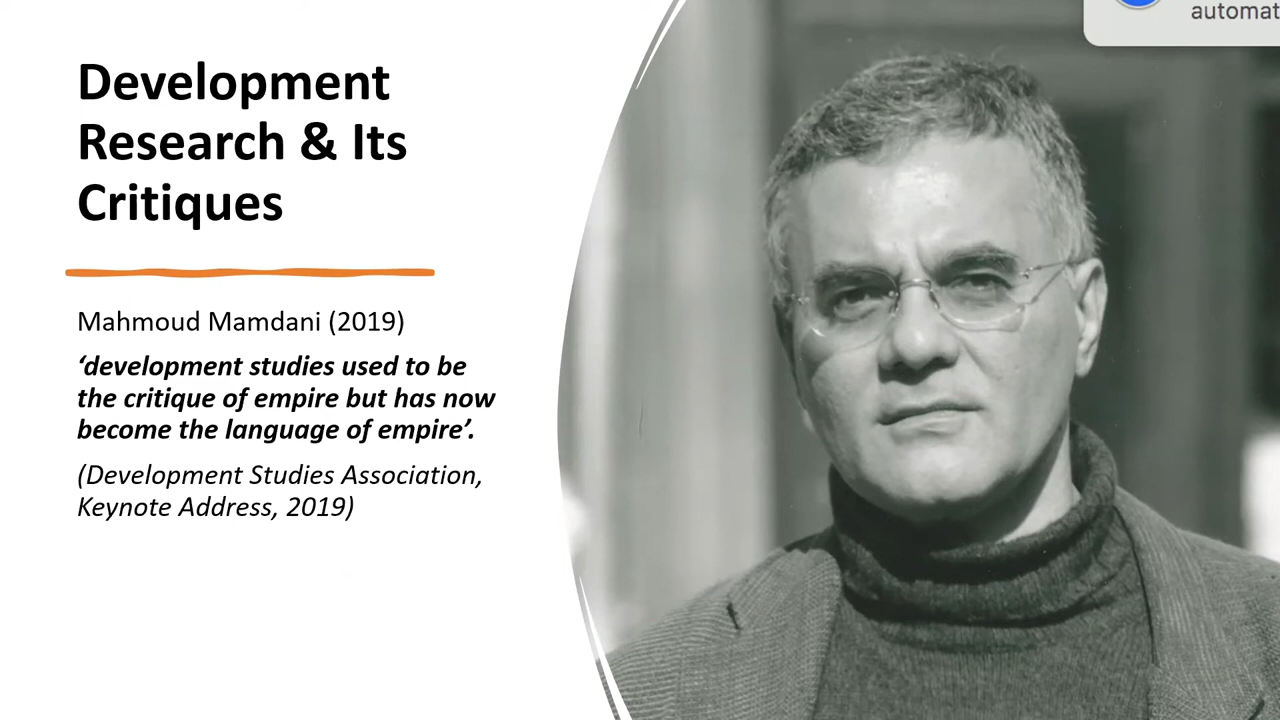 automat
Development
Research & Its
Critiques
Mahmoud Mamdani (2019)
‘development studies used to be
the critique of empire but has now
become the language of empire’.
(Development Studies Association,
Keynote Address, 2019)